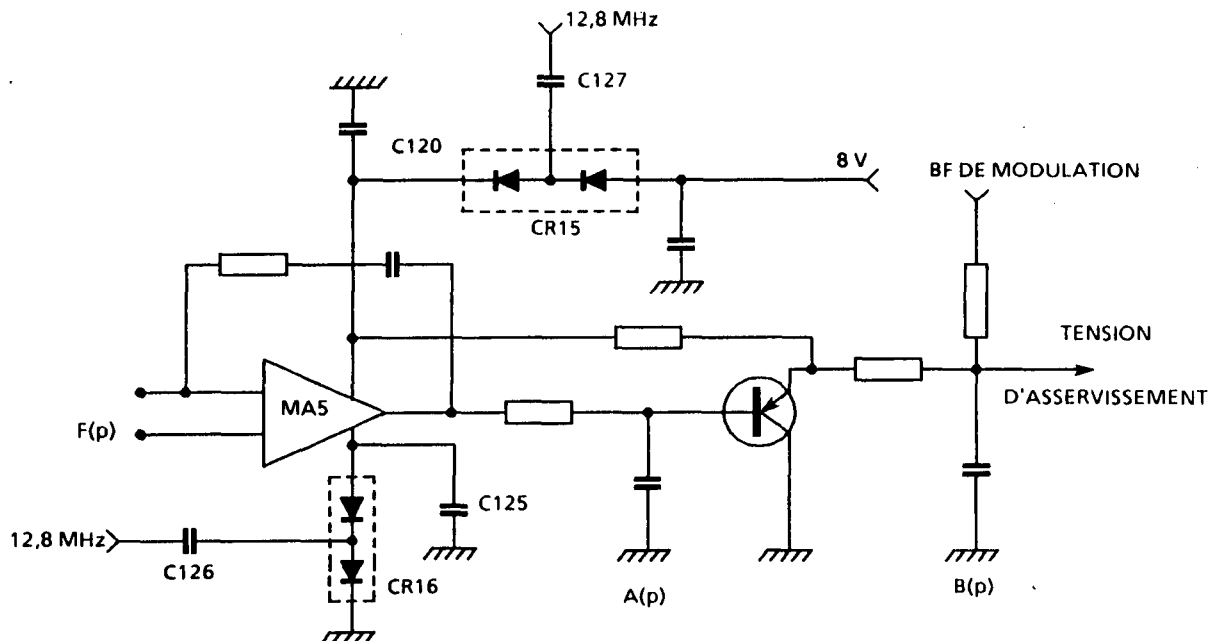 12,8 MHz
C127
C120
8 V
BF DE MODULATION
CR15
TENSION
D'ASSERVISSEMENT
MA5
F(p)
C125
12,8 MHz
C126
CR16
A(p)
B(p)